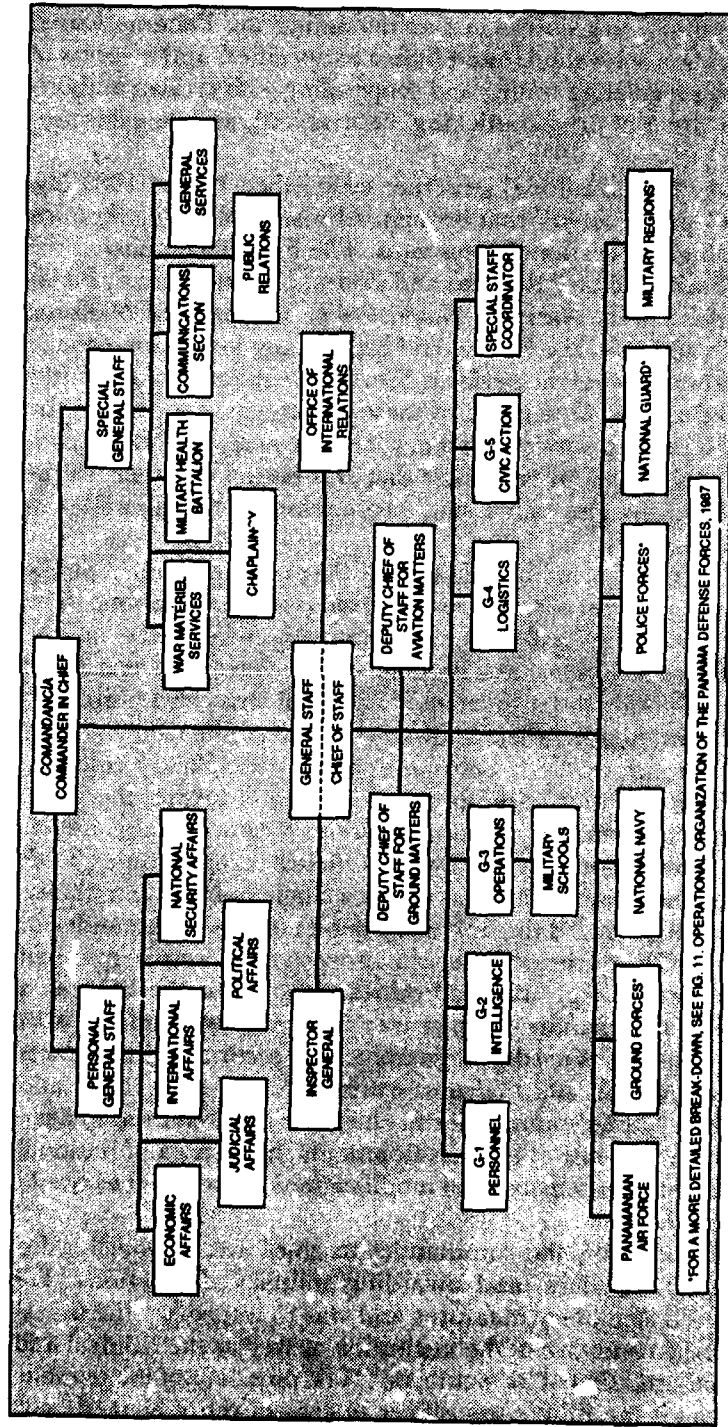 COMANDANCÍA
COMMANDER IN CHIEF
PERSONAL
GENERAL STAFF
SPECIAL
GENERAL STAFF
ECONOMIC
AFFAIRS
INTERNATIONAL
AFFAIRS
NATIONAL
SECURITY AFFAIRS
JUDICIAL
AFFAIRS
POLITICAL
AFFAIRS
WAR MATÉRIEL
SERVICES
MILITARY HEALTH
BATTALION
COMMUNICATIONS
SECTION
GENERAL
SERVICES
CHAPLAINCY
PUBLIC
RELATIONS
INSPECTOR
GENERAL
GENERAL STAFF
CHIEF OF STAFF
OFFICE OF
INTERNATIONAL
RELATIONS
DEPUTY CHIEF OF
STAFF FOR
GROUND MATTERS
DEPUTY CHIEF OF
STAFF FOR
AVIATION MATTERS
G-1
PERSONNEL
G-2
INTELLIGENCE
G-3
OPERATIONS
G-4
LOGISTICS
G-5
CIVIC ACTION
SPECIAL STAFF
COORDINATOR
MILITARY
SCHOOLS
PANAMANIAN
AIR FORCE
GROUND FORCES*
NATIONAL NAVY
POLICE FORCES*
NATIONAL GUARD*
MILITARY REGIONS*
*FOR A MORE DETAILED BREAK-DOWN, SEE FIG. 11. OPERATIONAL ORGANIZATION OF THE PANAMA DEFENSE FORCES, 1987